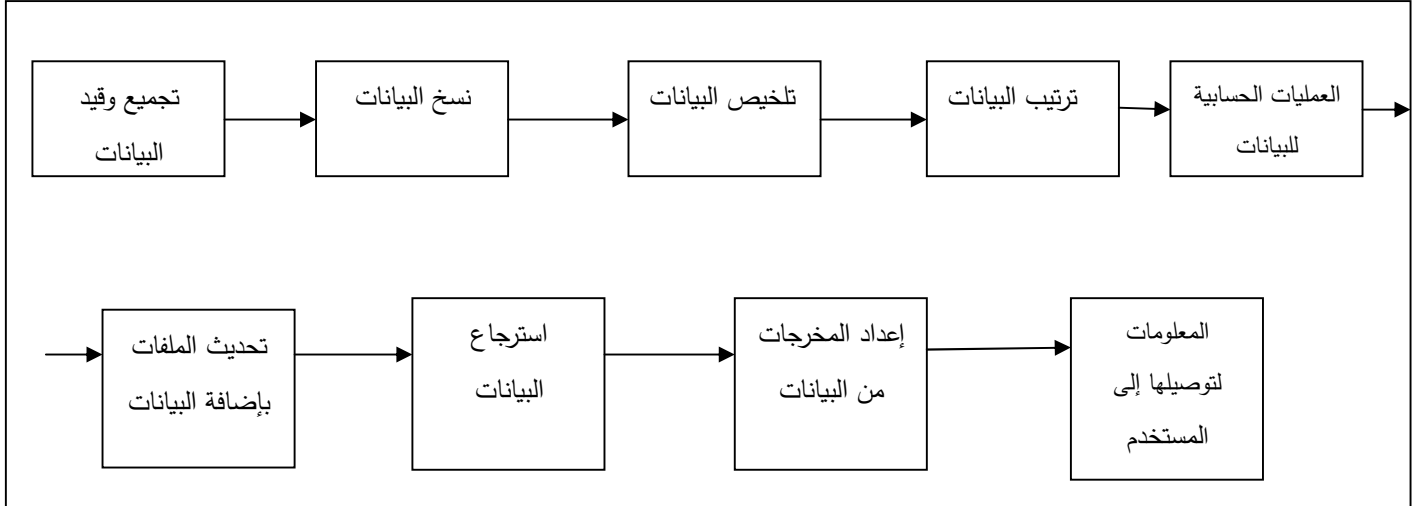 تجميع وقيد
البيانات
نسخ البيانات
تلخيص البيانات
ترتيب البيانات
العمليات الحسابية
للبيانات
تحديث الملفات
بإضافة البيانات
استرجاع
البيانات
إعداد المخرجات
من البيانات
المعلومات
لتوصيلها إلى
المستخدم